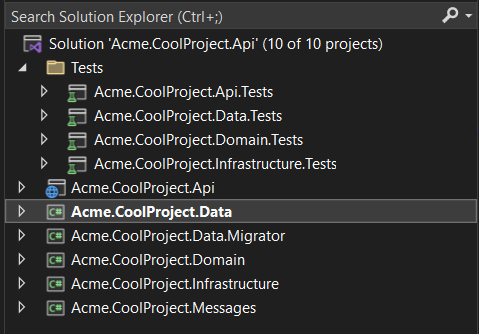 Search Solution Explorer (Ctrl+;)
Solution 'Acme.CoolProject.Api' (10 of 10 projects)
Tests
Acme.CoolProject.Api.Tests
Acme.CoolProject.Data.Tests
Acme.CoolProject.Domain.Tests
Acme.CoolProject.Infrastructure.Tests
Acme.CoolProject.Api
C# Acme.CoolProject.Data
C# Acme.CoolProject.Data.Migrator
C# Acme.CoolProject.Domain
C# Acme.CoolProject.Infrastructure
C# Acme.CoolProject.Messages